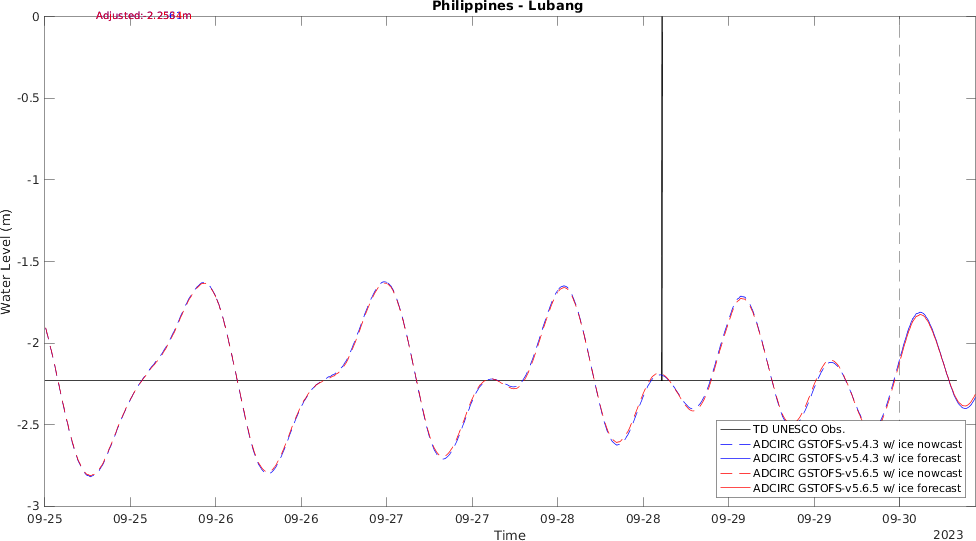 Philippines - Lubang
Adjusted:-2.2
0
-0.5
-1
-1.5
-2
-2.5
-3
Water Level (m)
09-25
09-25
09-26
09-26
09-27
09-27
09-28
09-28
09-29
09-29
09-30
Time
2023
TD UNESCO Obs.
ADCIRC GSTOFS-v5.4.3 w/ ice nowcast
ADCIRC GSTOFS-v5.4.3 w/ ice forecast
ADCIRC GSTOFS-v5.6.5 w/ ice nowcast
ADCIRC GSTOFS-v5.6.5 w/ ice forecast